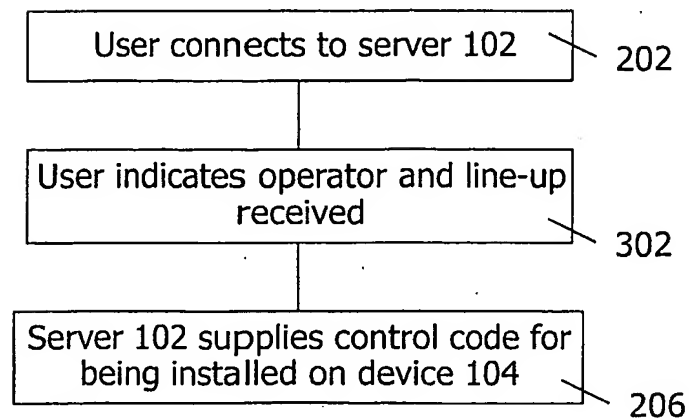 User connects to server 102
202
User indicates operator and line-up
received
302
Server 102 supplies control code for
being installed on device 104
206